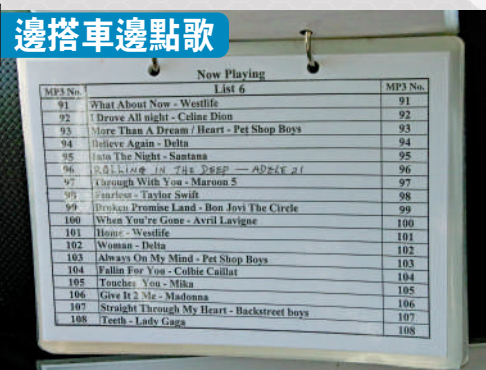 邊搭車邊點歌
Now Playing
MP3 No. List 6 MP3 No.
91 What About Now - Westlife 91
92 I Drove All night - Celine Dion 92
93 More Than A Dream / Heart - Pet Shop Boys 93
94 Believe Again - Delta 94
95 Into The Night - Santana 95
96 ROLLING IN THE DEEP - ADELE 21 96
97 Through With You - Maroon 5 97
98 Fearless - Taylor Swift 98
99 Broken Promise Land - Bon Jovi The Circle 99
100 When You're Gone - Avril Lavigne 100
101 Home - Westlife 101
102 Woman - Delta 102
103 Always On My Mind - Pet Shop Boys 103
104 Fallin For You - Colbie Caillat 104
105 Touches You - Mika 105
106 Give It 2 Me - Madonna 106
107 Straight Through My Heart - Backstreet boys 107
108 Teeth - Lady Gaga 108